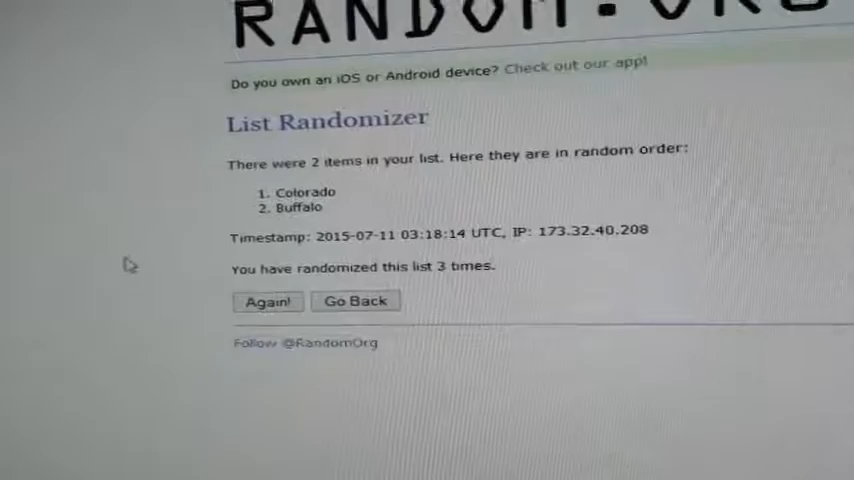 RANDOM.ORG
Do you own an iOS or Android device? Check out our app!
List Randomizer
There were 2 items in your list. Here they are in random order:
1. Colorado
2. Buffalo
Timestamp: 2015-07-11 03:18:14 UTC, IP: 173.32.40.208
You have randomized this list 3 times.
Again! Go Back
Follow @RandomOrg